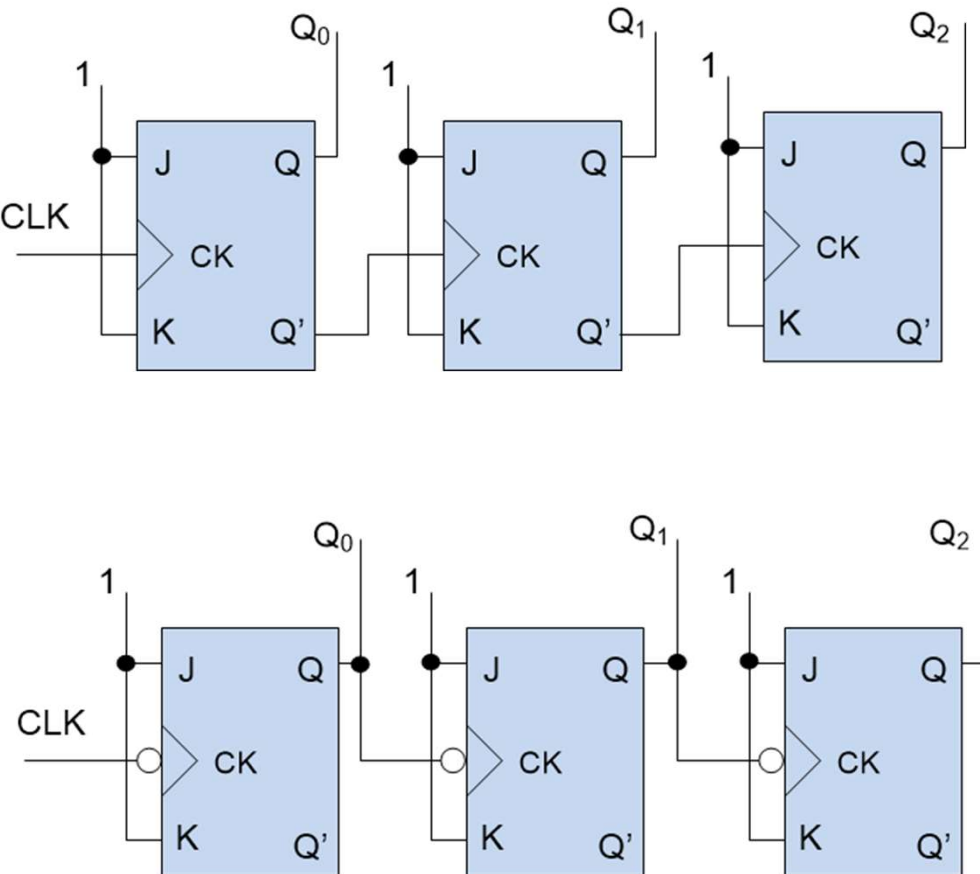 Q₀ Q₁ Q₂
1 1 1
J Q J Q J Q
CLK
CK CK CK
K Q’ K Q’ K Q’
Q₀ Q₁ Q₂
1 1 1
J Q J Q J Q
CLK
CK CK CK
K Q’ K Q’ K Q’